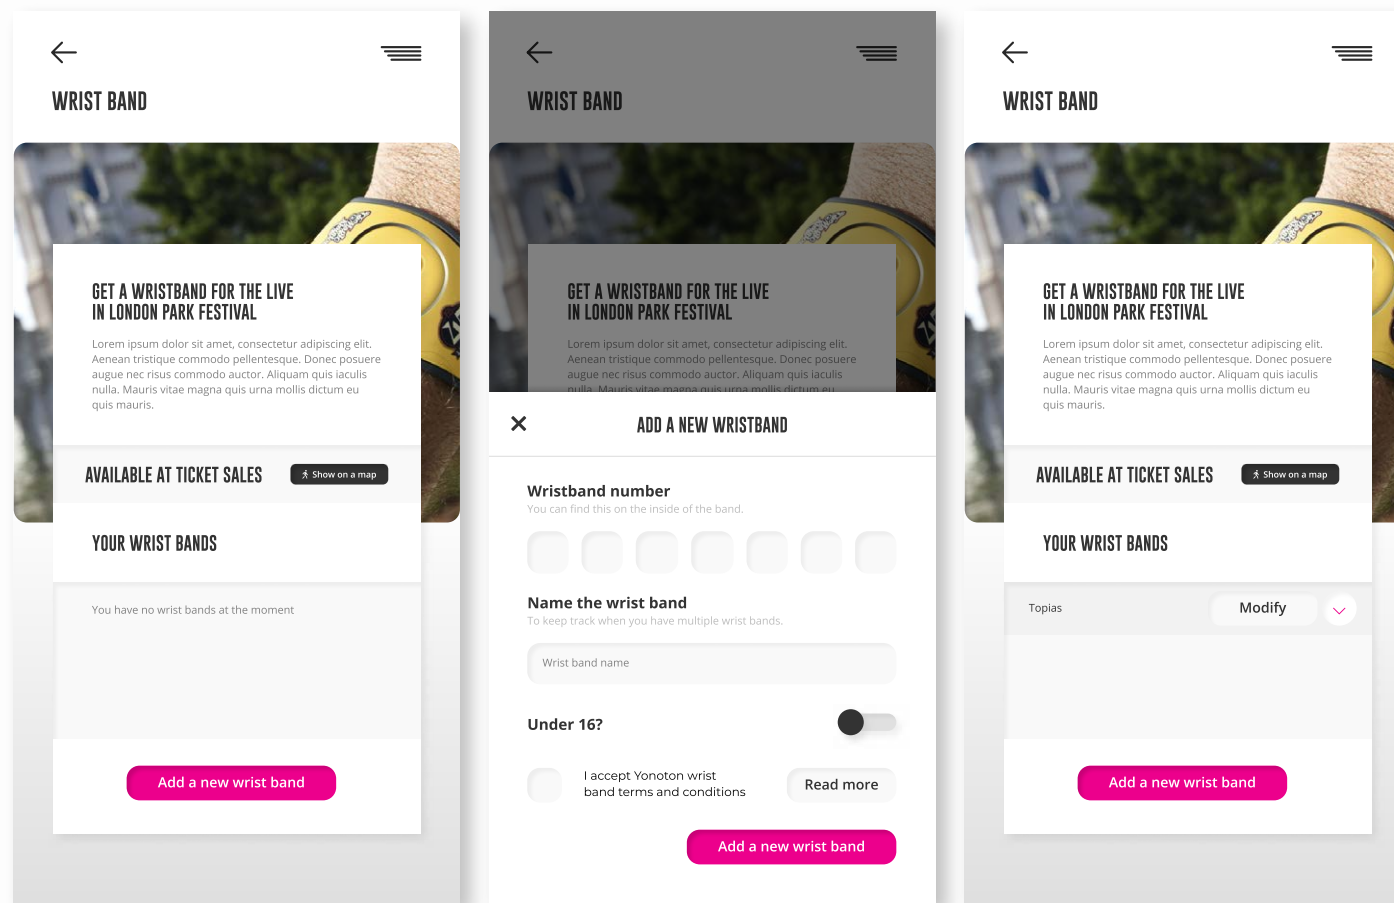 WRIST BAND
GET A WRISTBAND FOR THE LIVE
IN LONDON PARK FESTIVAL
Lorem ipsum dolor sit amet, consectetur adipiscing elit.
Aenean tristique commodo pellentesque. Donec posuere
augue nec risus commodo auctor. Aliquam quis iaculis
nulla. Mauris vitae magna quis urna mollis dictum eu
quis mauris.
AVAILABLE AT TICKET SALES
Show on a map
YOUR WRIST BANDS
You have no wrist bands at the moment
Add a new wrist band
WRIST BAND
GET A WRISTBAND FOR THE LIVE
IN LONDON PARK FESTIVAL
Lorem ipsum dolor sit amet, consectetur adipiscing elit.
Aenean tristique commodo pellentesque. Donec posuere
augue nec risus commodo auctor. Aliquam quis iaculis
nulla. Mauris vitae magna quis urna mollis dictum eu
ADD A NEW WRISTBAND
Wristband number
You can find this on the inside of the band.
Name the wrist band
To keep track when you have multiple wrist bands.
Wrist band name
Under 16?
I accept Yonoton wrist
band terms and conditions
Read more
Add a new wrist band
WRIST BAND
GET A WRISTBAND FOR THE LIVE
IN LONDON PARK FESTIVAL
Lorem ipsum dolor sit amet, consectetur adipiscing elit.
Aenean tristique commodo pellentesque. Donec posuere
augue nec risus commodo auctor. Aliquam quis iaculis
nulla. Mauris vitae magna quis urna mollis dictum eu
quis mauris.
AVAILABLE AT TICKET SALES
Show on a map
YOUR WRIST BANDS
Topias
Modify
Add a new wrist band